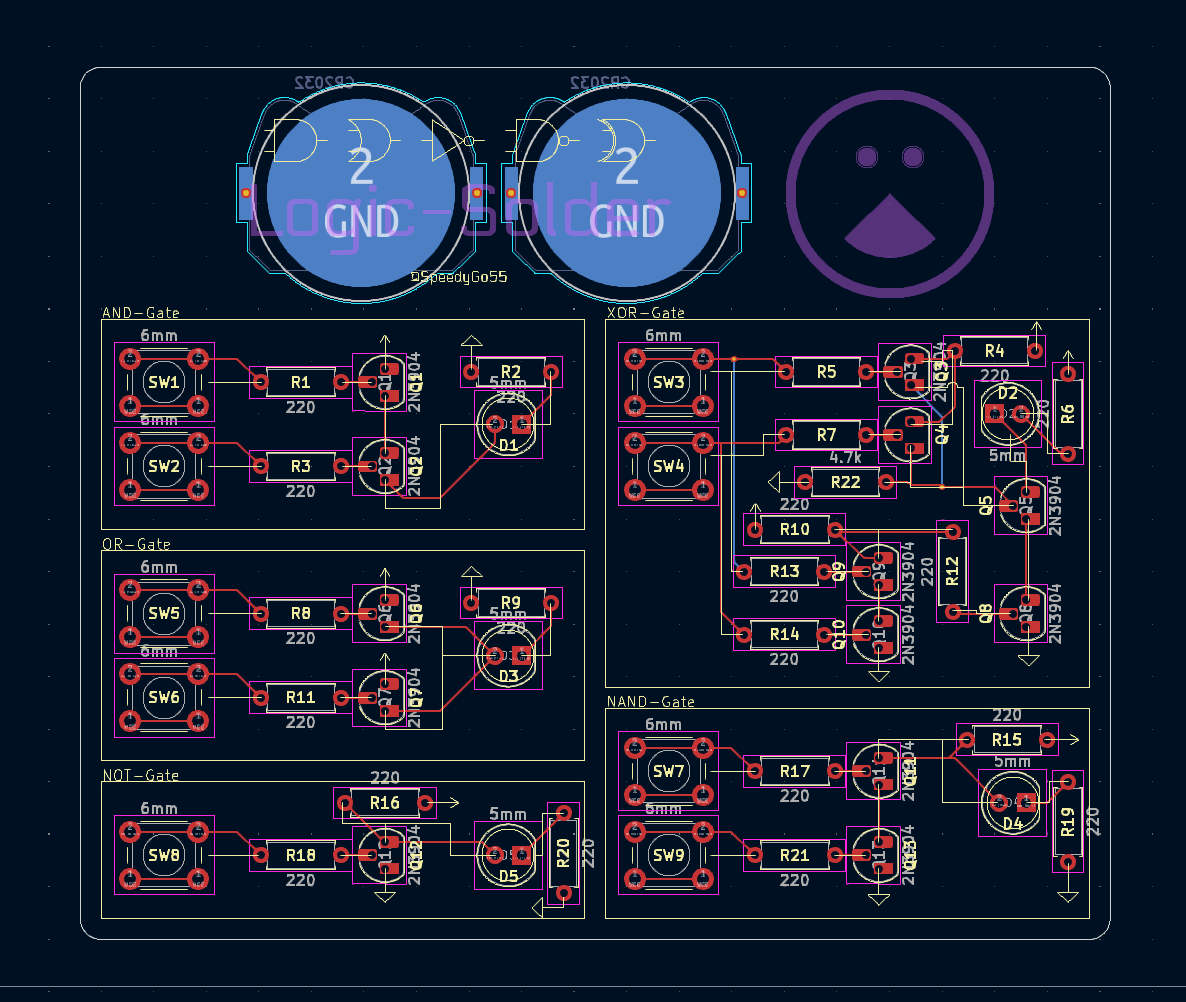 CR2032 CR2032
2 2
GND GND
Logic-Solder
@SpeedyGo55
AND-Gate
6mm
SW1 R1 Q1 2N3904 R2
220 5mm 220
D1
6mm
SW2 R3 Q2 2N3904
220
OR-Gate
6mm
SW5 R8 Q6 2N3904 R9
220 5mm 220
D3
6mm
SW6 R11 Q7 2N3904
220
NOT-Gate
220
6mm R16 5mm
SW8 R18 Q12 2N3904 D5 R20 220
220
XOR-Gate
6mm
SW3 R5 Q3 2N3904 R4
220
D2 R6 220
5mm
SW4 R7 Q4
4.7k
R22
220
R10 Q5 2N3904
R13 Q9 2N3904 R12 220
220
R14 Q10 2N3904 Q8 2N3904
220
NAND-Gate
220
6mm R15
5mm
SW7 R17 Q11 2N3904
220
D4 R19 220
6mm
SW9 R21 Q13 2N3904
220